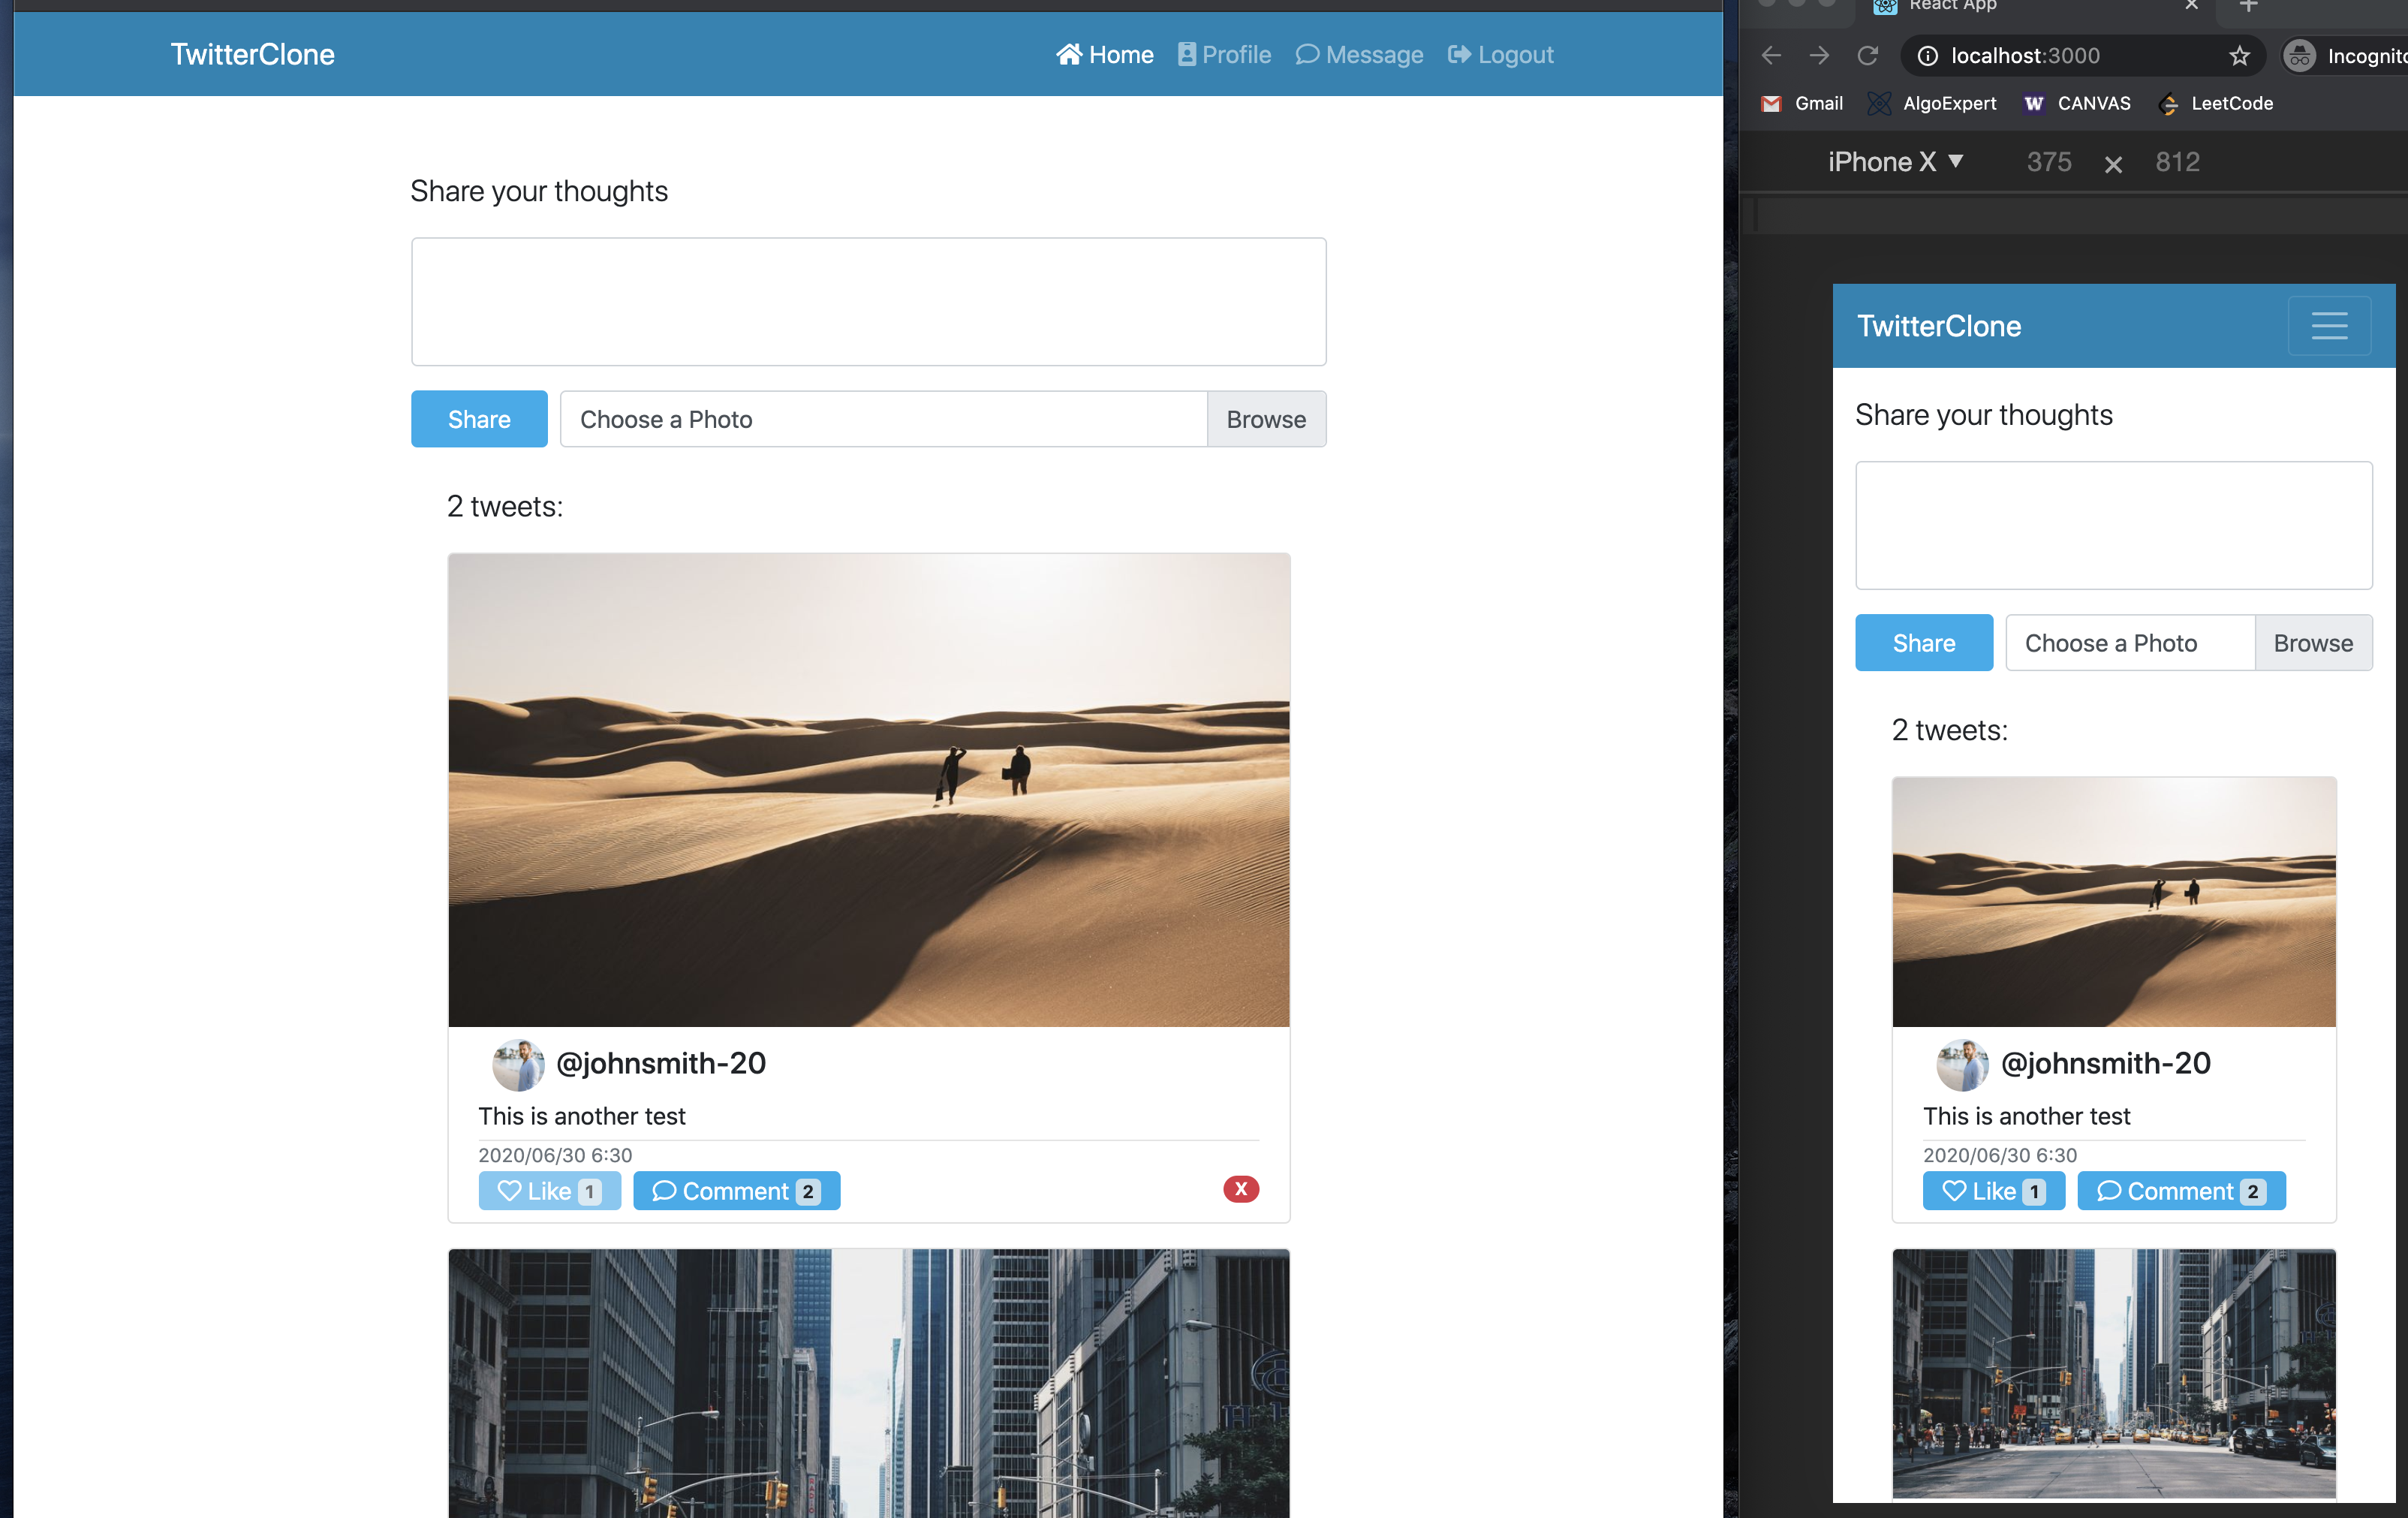 TwitterClone
Home Profile Message Logout
Share your thoughts
Share Choose a Photo Browse
2 tweets:
@johnsmith-20
This is another test
2020/06/30 6:30
Like 1 Comment 2 X
React App
localhost:3000
Incognito
Gmail AlgoExpert W CANVAS LeetCode
iPhone X 375 × 812
TwitterClone
Share your thoughts
Share Choose a Photo Browse
2 tweets:
@johnsmith-20
This is another test
2020/06/30 6:30
Like 1 Comment 2